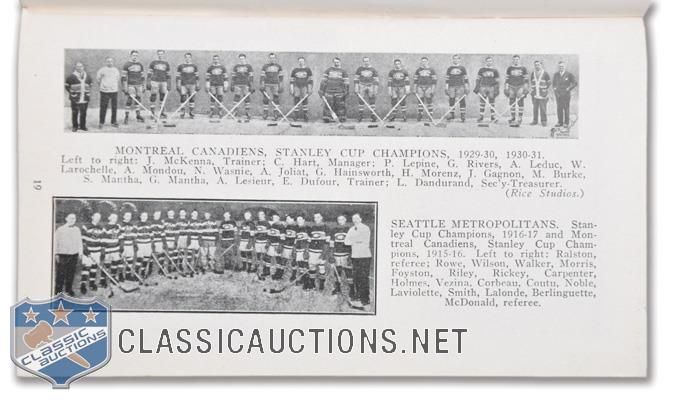 MONTREAL CANADIENS, STANLEY CUP CHAMPIONS, 1929-30, 1930-31.
Left to right: J. McKenna, Trainer; C. Hart, Manager; P. Lepine, G. Rivers, A. Leduc, W.
Larochelle, A. Mondou, N. Wasnie, A. Joliat, G. Hainsworth, H. Morenz, J. Gagnon, M. Burke,
S. Mantha, G. Mantha, A. Lesieur, E. Dufour, Trainer; L. Dandurand, Sec'y-Treasurer.
(Rice Studios.)
19
SEATTLE METROPOLITANS. Stan-
ley Cup Champions, 1916-17 and Mon-
treal Canadiens, Stanley Cup Cham-
pions, 1915-16. Left to right: Ralston,
referee; Rowe, Wilson, Walker, Morris,
Foyston, Riley, Rickey, Carpenter,
Holmes, Vezina, Corbeau, Coutu, Noble,
Laviolette, Smith, Lalonde, Berlinguette,
McDonald, referee.
CLASSIC
AUCTIONS
CLASSICAUCTIONS.NET